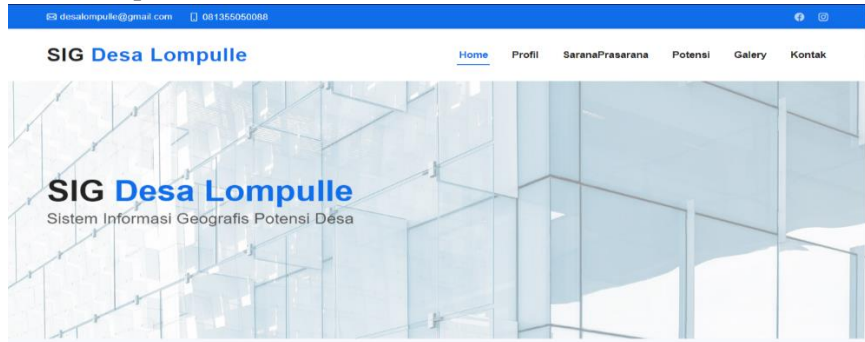 desalompulle@gmail.com 081355050088
SIG Desa Lompulle Home Profil SaranaPrasarana Potensi Galery Kontak
SIG Desa Lompulle
Sistem Informasi Geografis Potensi Desa